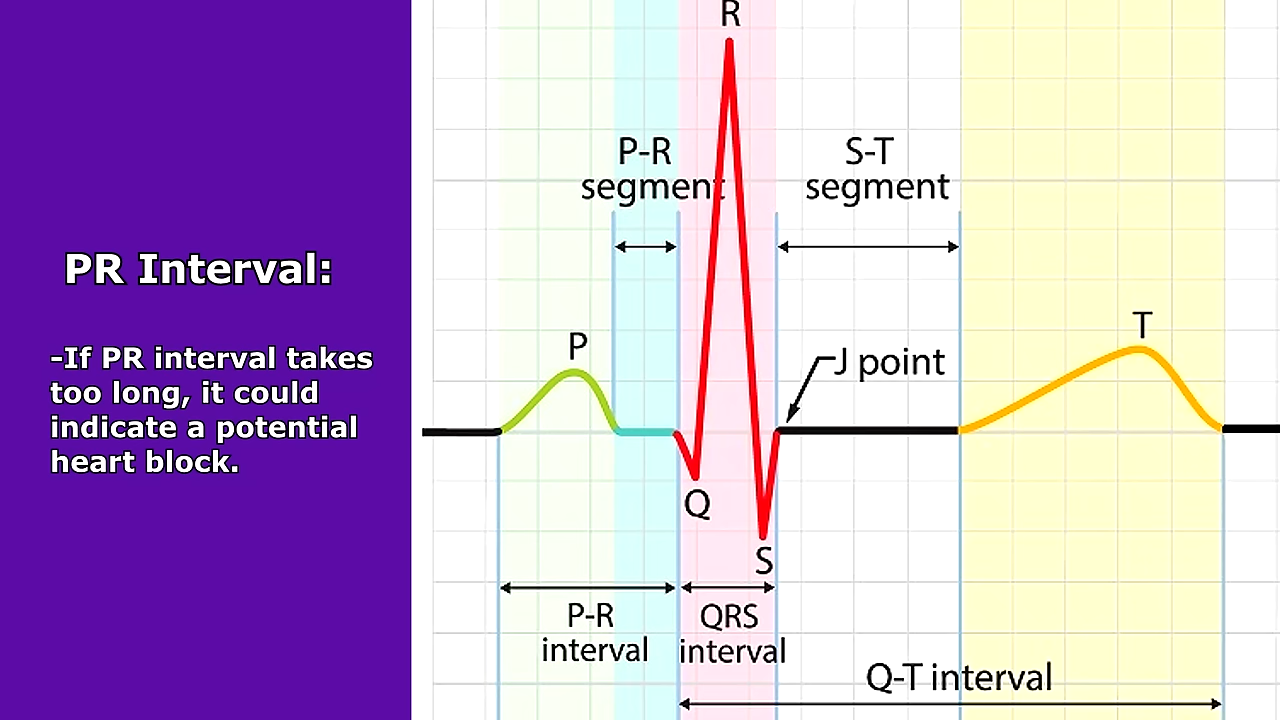 PR Interval:
-If PR interval takes
too long, it could
indicate a potential
heart block.
R
P-R
segment
S-T
segment
P
T
J point
Q
S
P-R
interval
QRS
interval
Q-T interval